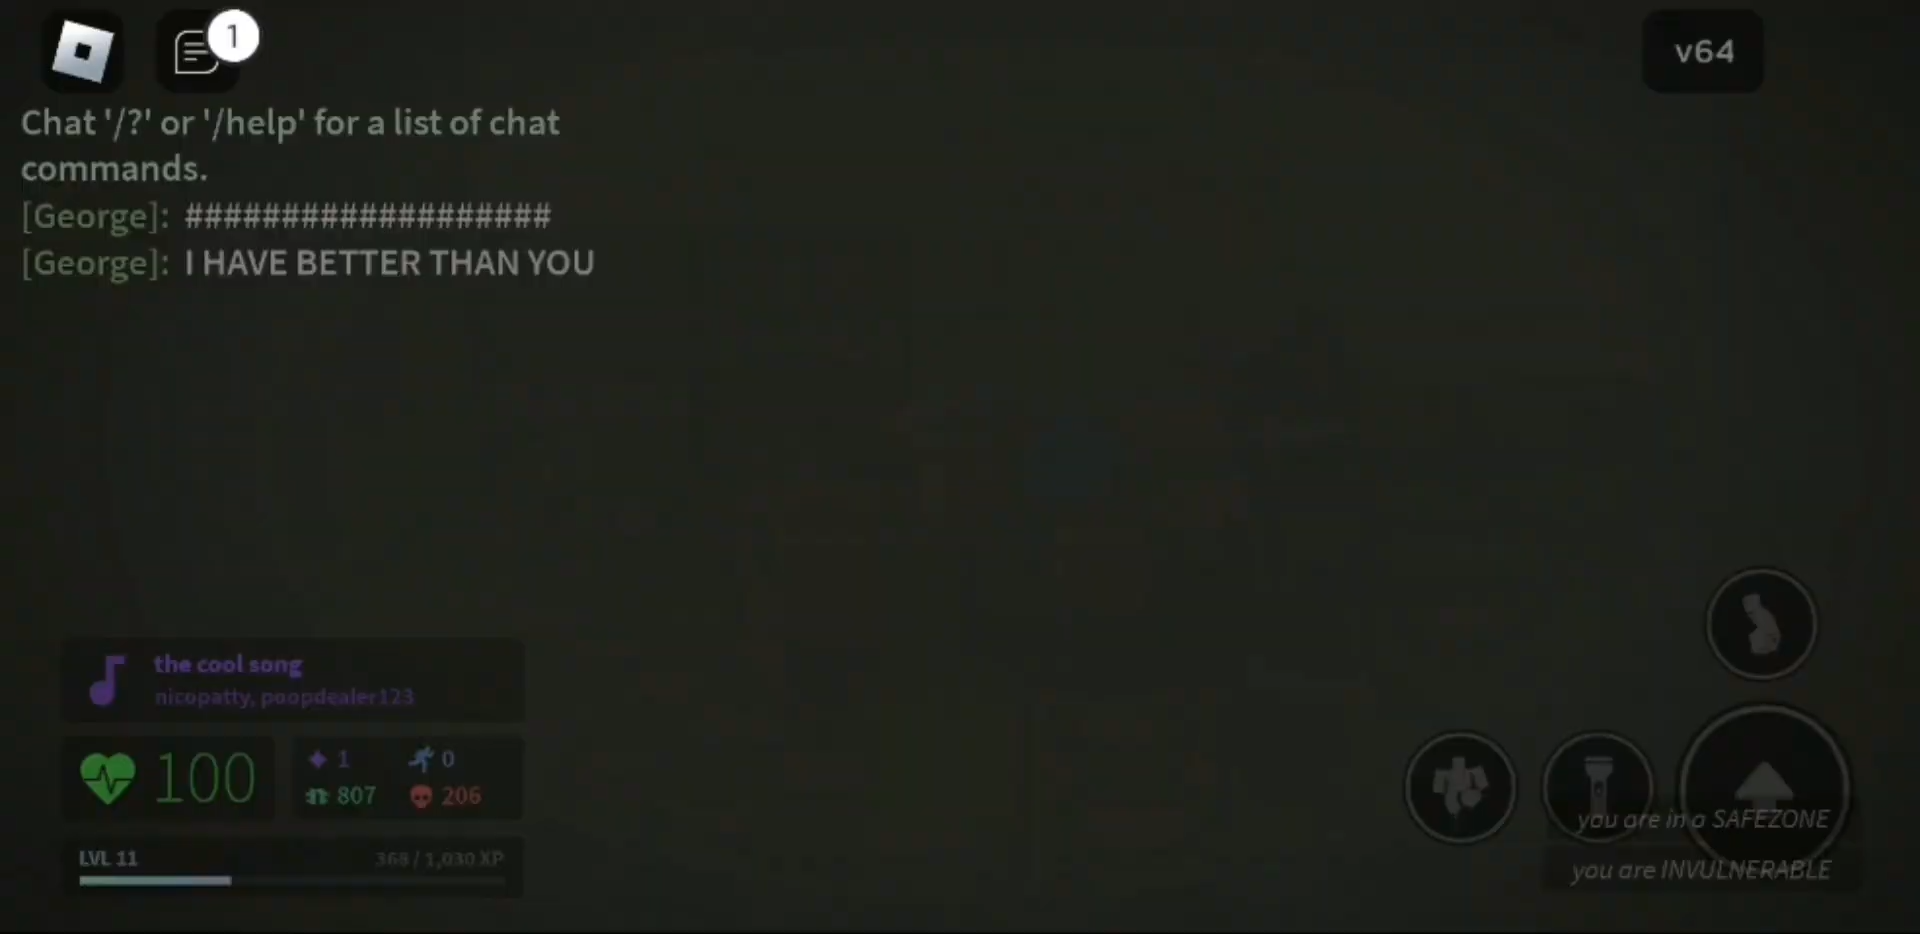 1
v64
Chat '/?' or '/help' for a list of chat
commands.
[George]: ###################
[George]: I HAVE BETTER THAN YOU
the cool song
nicopatty, poopdealer123
100
1
0
807
206
LVL 11
368 / 1,030 XP
you are in a SAFEZONE
you are INVULNERABLE